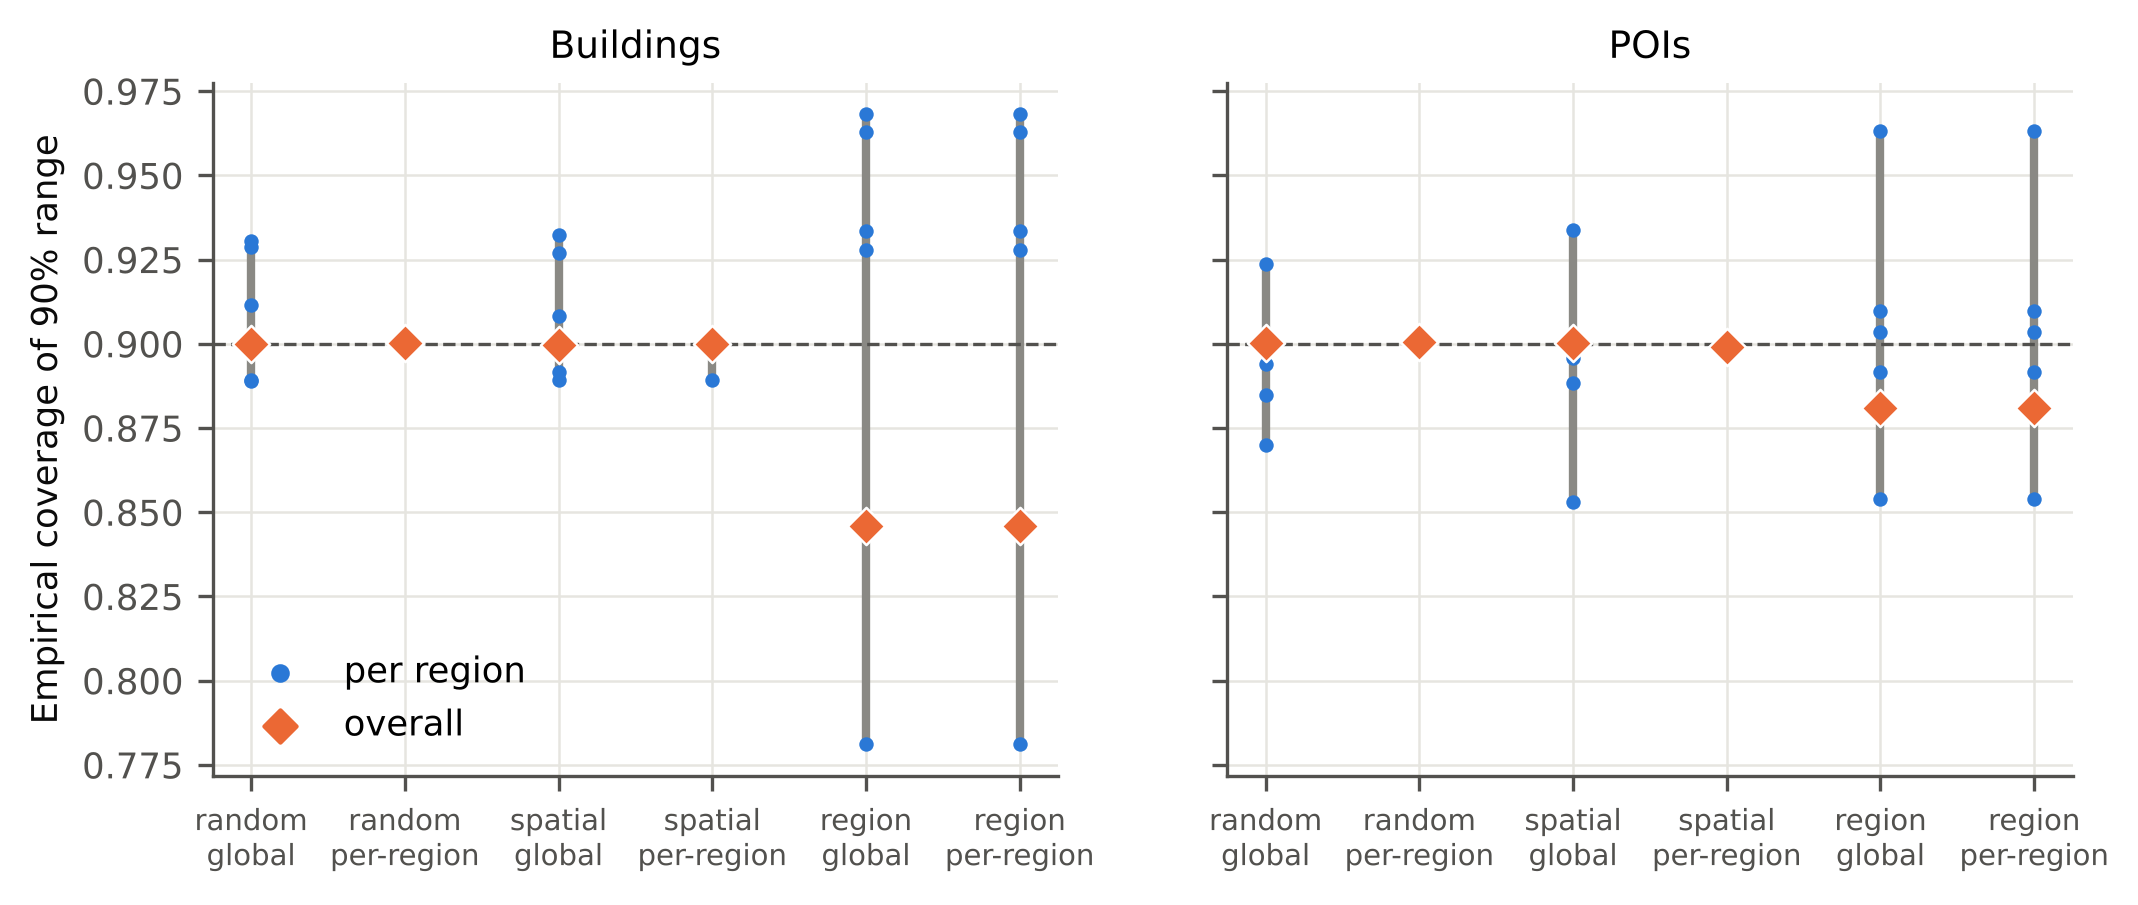 Buildings
POIs
Empirical coverage of 90% range
0.975
0.950
0.925
0.900
0.875
0.850
0.825
0.800
0.775
per region
overall
random
global
random
per-region
spatial
global
spatial
per-region
region
global
region
per-region
random
global
random
per-region
spatial
global
spatial
per-region
region
global
region
per-region